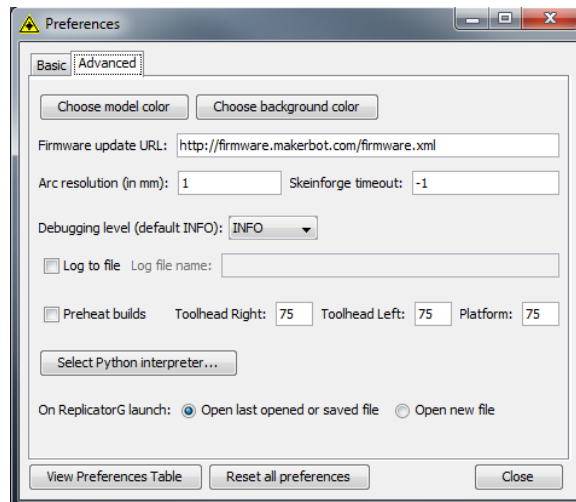 Preferences
Basic Advanced
Choose model color Choose background color
Firmware update URL: http://firmware.makerbot.com/firmware.xml
Arc resolution (in mm): 1 Skeinforge timeout: -1
Debugging level (default INFO): INFO
Log to file Log file name:
Preheat builds Toolhead Right: 75 Toolhead Left: 75 Platform: 75
Select Python interpreter...
On ReplicatorG launch: Open last opened or saved file Open new file
View Preferences Table Reset all preferences Close